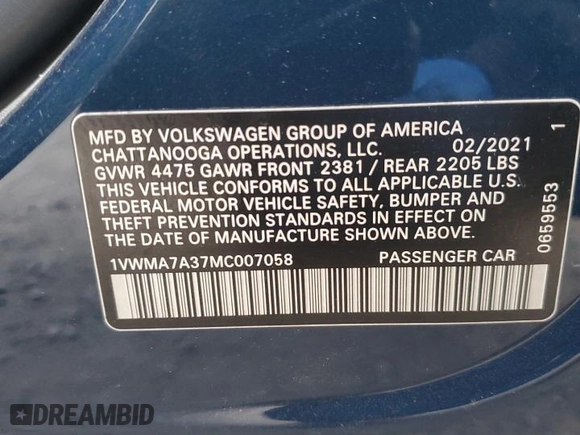 MFD BY VOLKSWAGEN GROUP OF AMERICA
CHATTANOOGA OPERATIONS, LLC. 02/2021
GVWR 4475 GAWR FRONT 2381 / REAR 2205 LBS
THIS VEHICLE CONFORMS TO ALL APPLICABLE U.S.
FEDERAL MOTOR VEHICLE SAFETY, BUMPER AND
THEFT PREVENTION STANDARDS IN EFFECT ON
THE DATE OF MANUFACTURE SHOWN ABOVE.
1VWMA7A37MC007058 PASSENGER CAR
0659553 1
DREAMBID